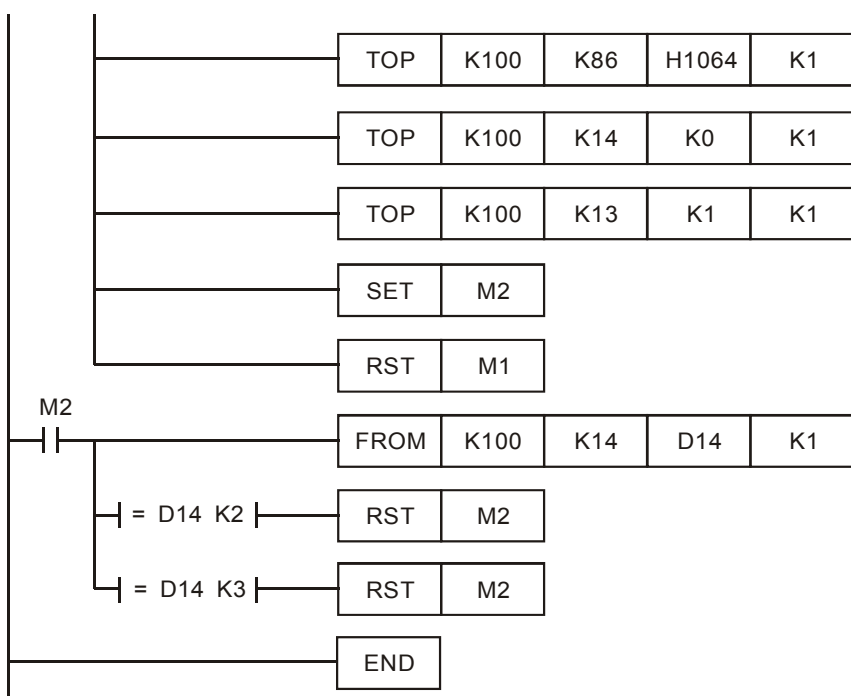 TOP K100 K86 H1064 K1
TOP K100 K14 K0 K1
TOP K100 K13 K1 K1
SET M2
RST M1
M2
FROM K100 K14 D14 K1
= D14 K2 RST M2
= D14 K3 RST M2
END